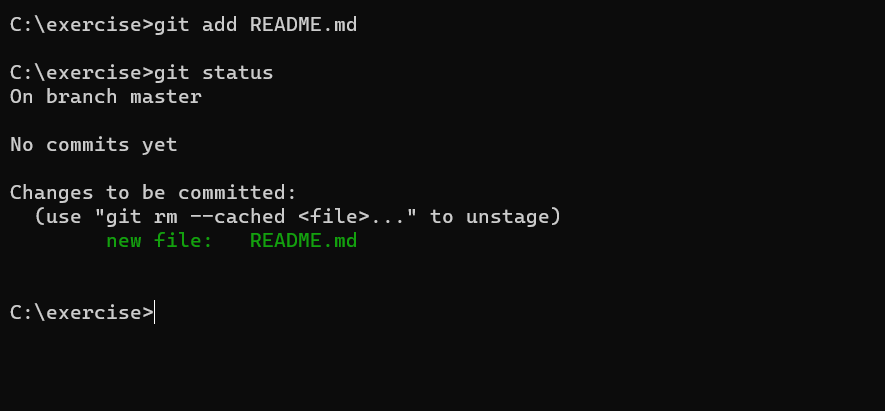 C:\exercise>git add README.md
C:\exercise>git status
On branch master
No commits yet
Changes to be committed:
  (use "git rm --cached <file>..." to unstage)
        new file:   README.md
C:\exercise>